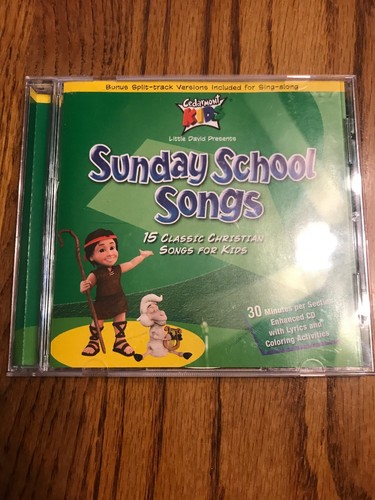 Bonus Split-track Versions Included for Sing-along
Cedarmont
KIDS
Little David Presents
Sunday School
Songs
15 Classic Christian
Songs for Kids
30 Minutes per Section
Enhanced CD
with Lyrics and
Coloring Activities